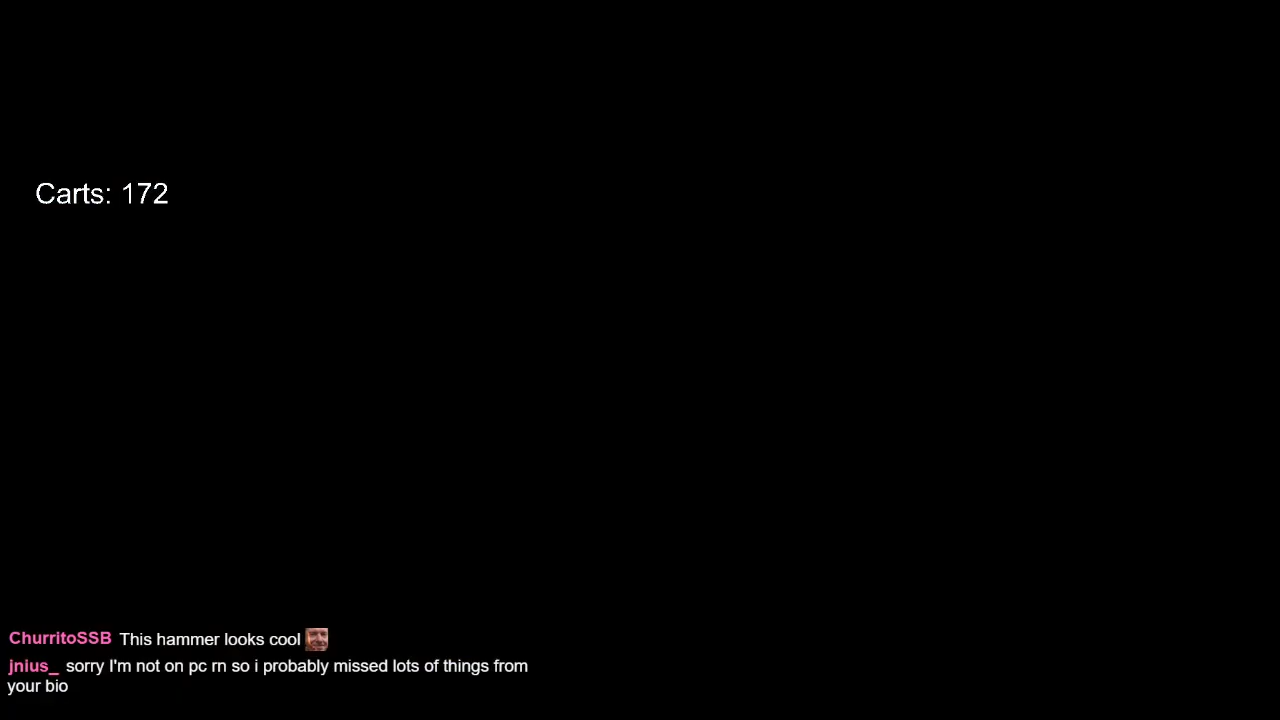 Carts: 172
ChurritoSSB This hammer looks cool
jnius_ sorry I'm not on pc rn so i probably missed lots of things from
your bio